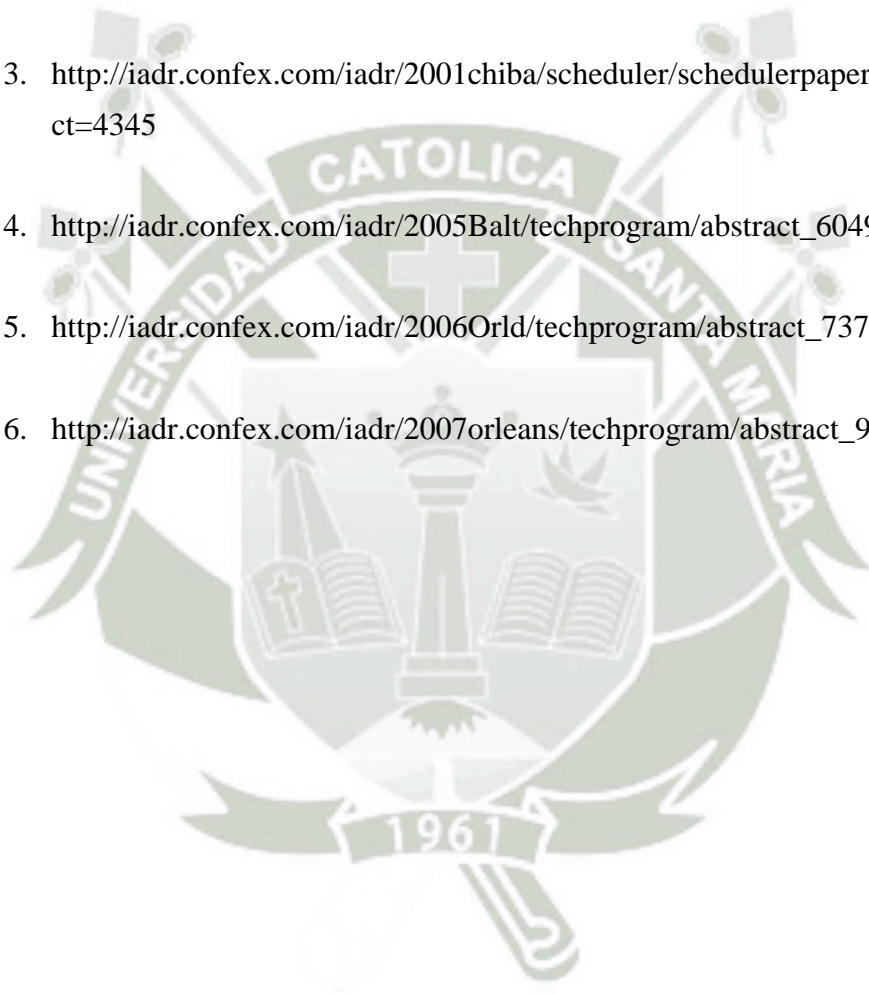 3. http://iadr.confex.com/iadr/2001chiba/scheduler/schedulerpaper
ct=4345
CATOLICA
4. http://iadr.confex.com/iadr/2005Balt/techprogram/abstract_6049
UNIVERSIDAD
SANTA MARIA
5. http://iadr.confex.com/iadr/2006Orld/techprogram/abstract_737
6. http://iadr.confex.com/iadr/2007orleans/techprogram/abstract_9
1961